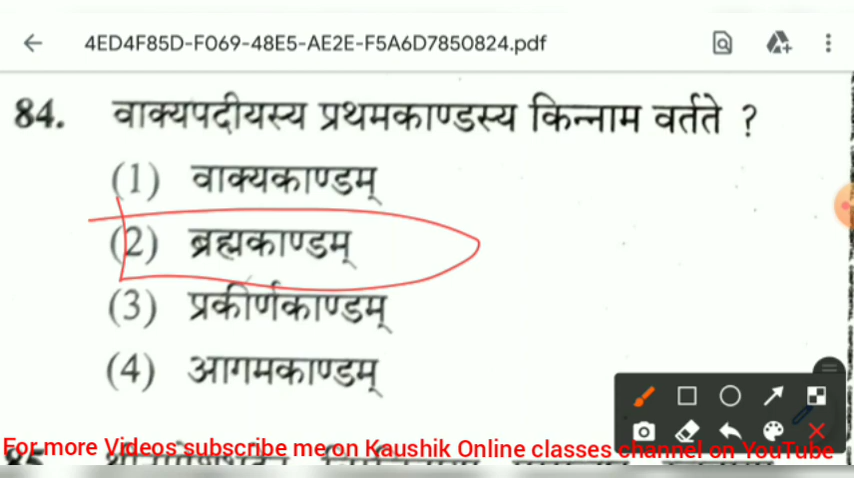 4ED4F85D-F069-48E5-AE2E-F5A6D7850824.pdf
84. वाक्यपदीयस्य प्रथमकाण्डस्य किन्नाम वर्तते ?
(1) वाक्यकाण्डम्
(2) ब्रह्मकाण्डम्
(3) प्रकीर्णकाण्डम्
(4) आगमकाण्डम्
For more Videos subscribe me on Kaushik Online classes channel on YouTube
85.